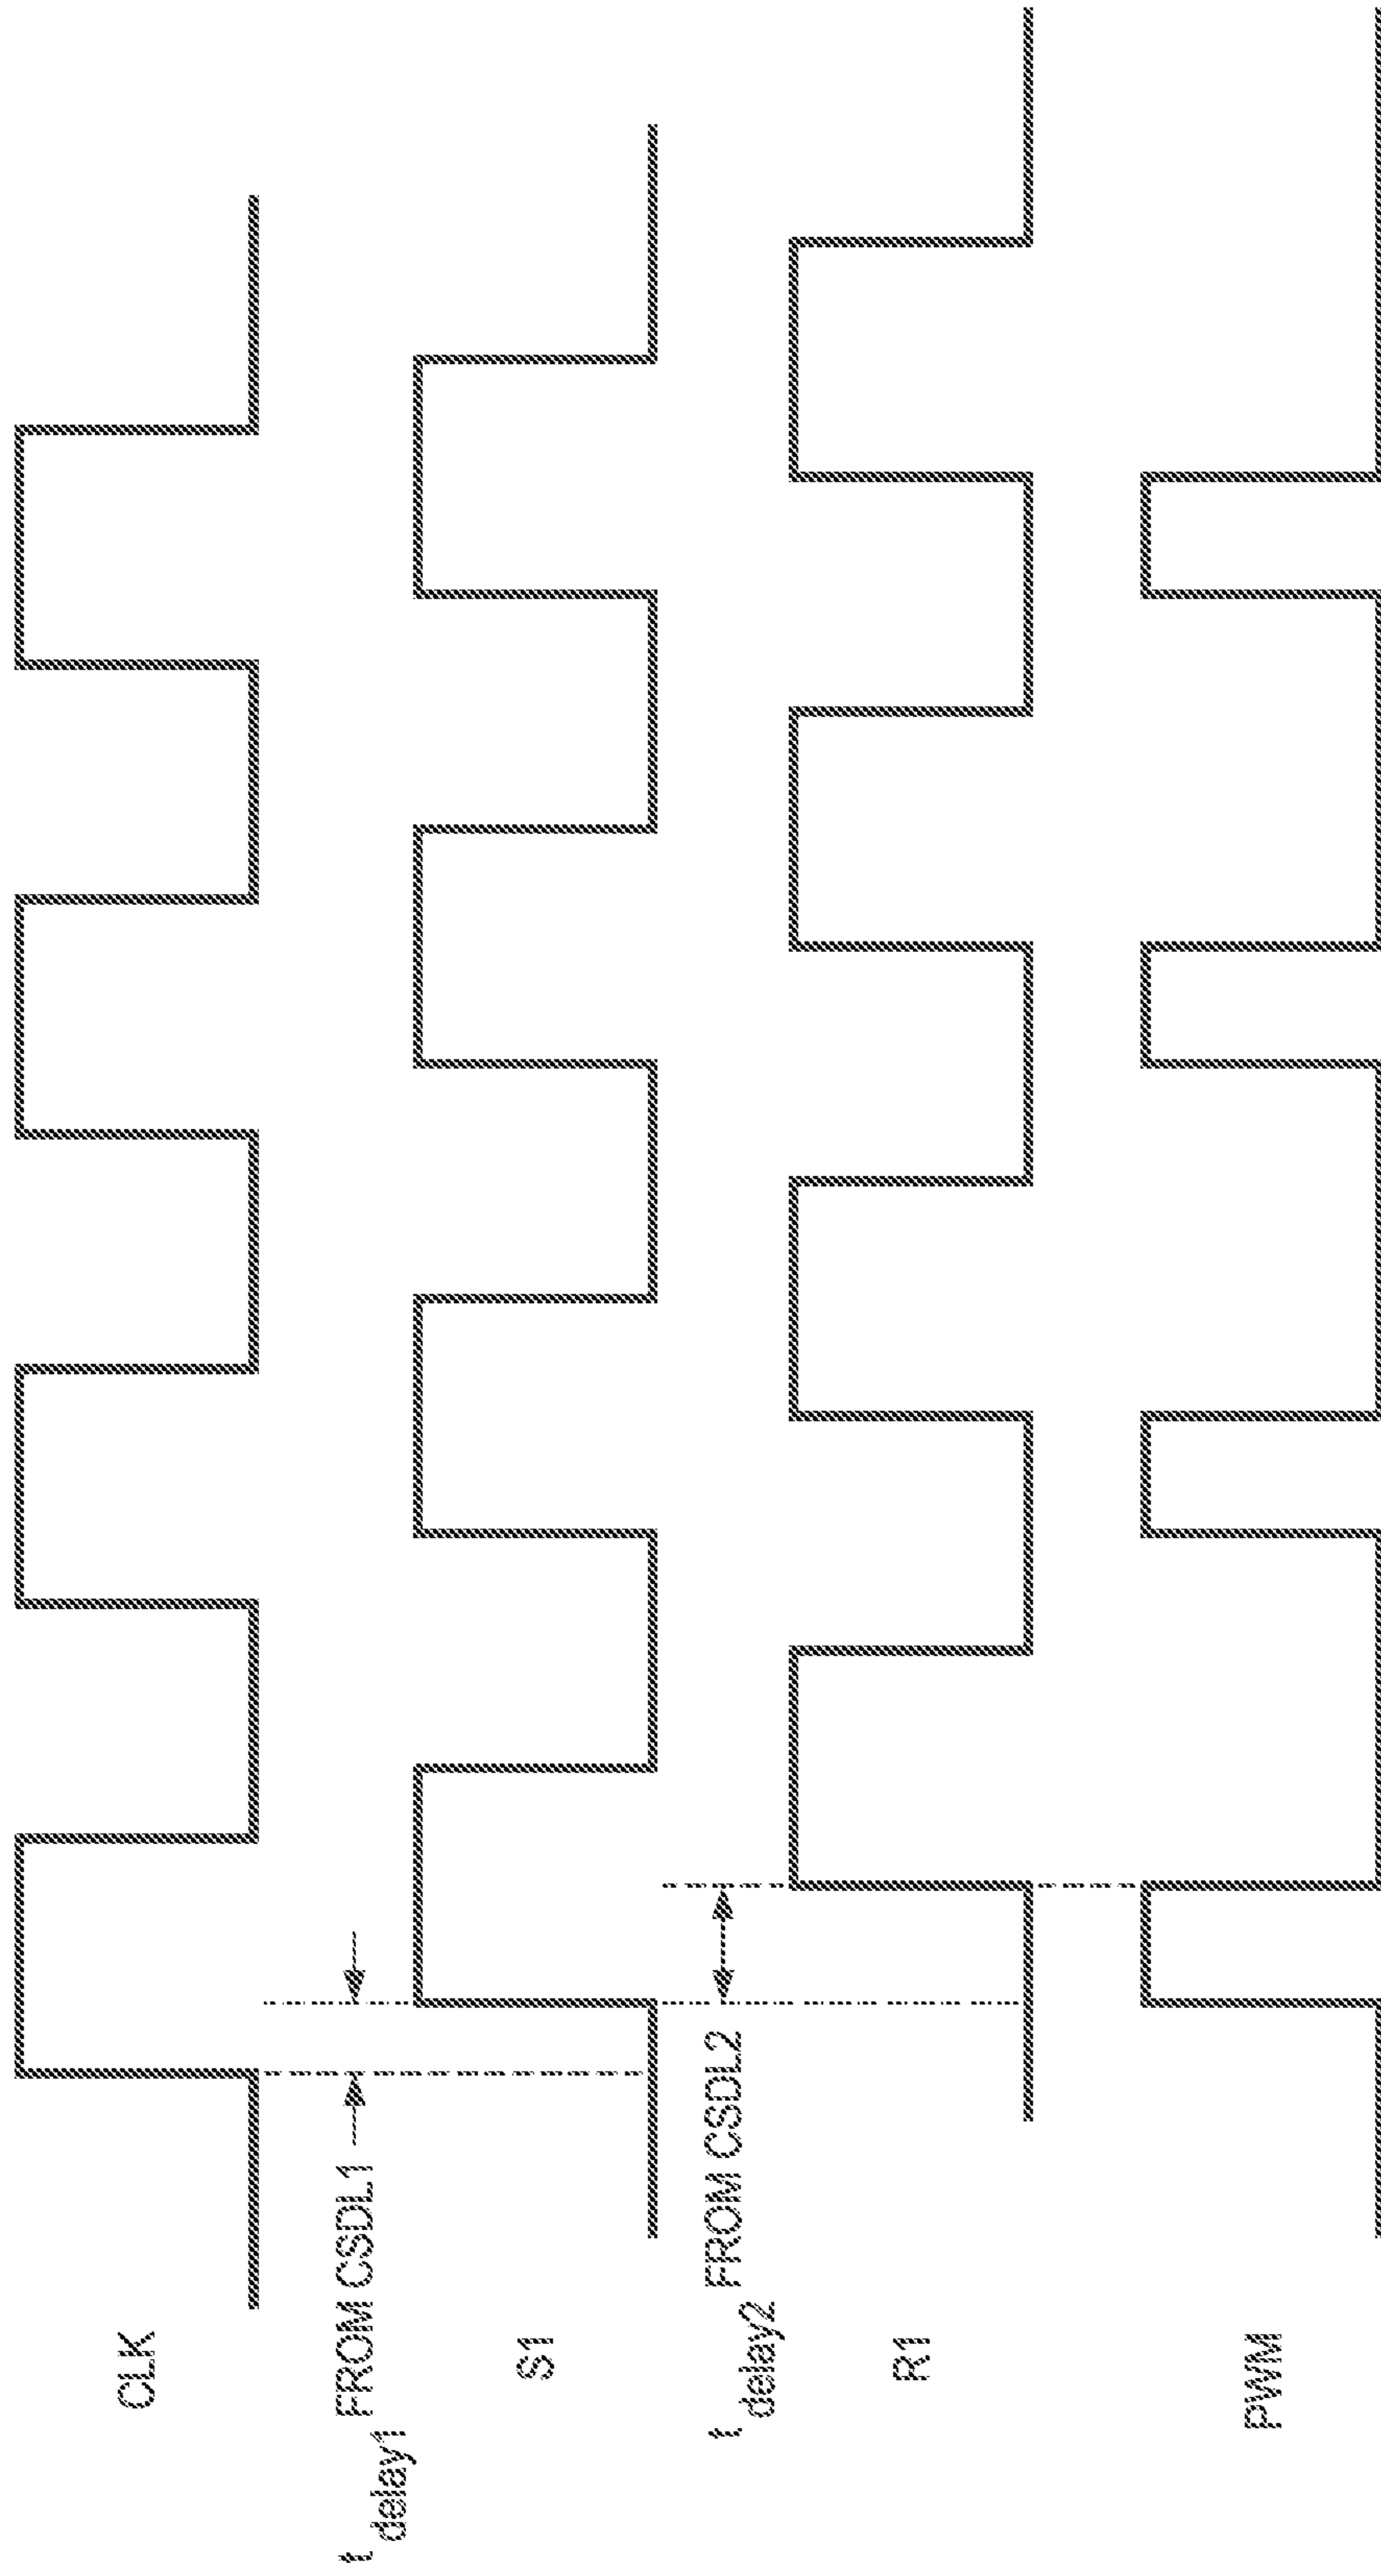 CLK
t delay1 FROM CSDL1
S1
t delay2 FROM CSDL2
R1
PWM